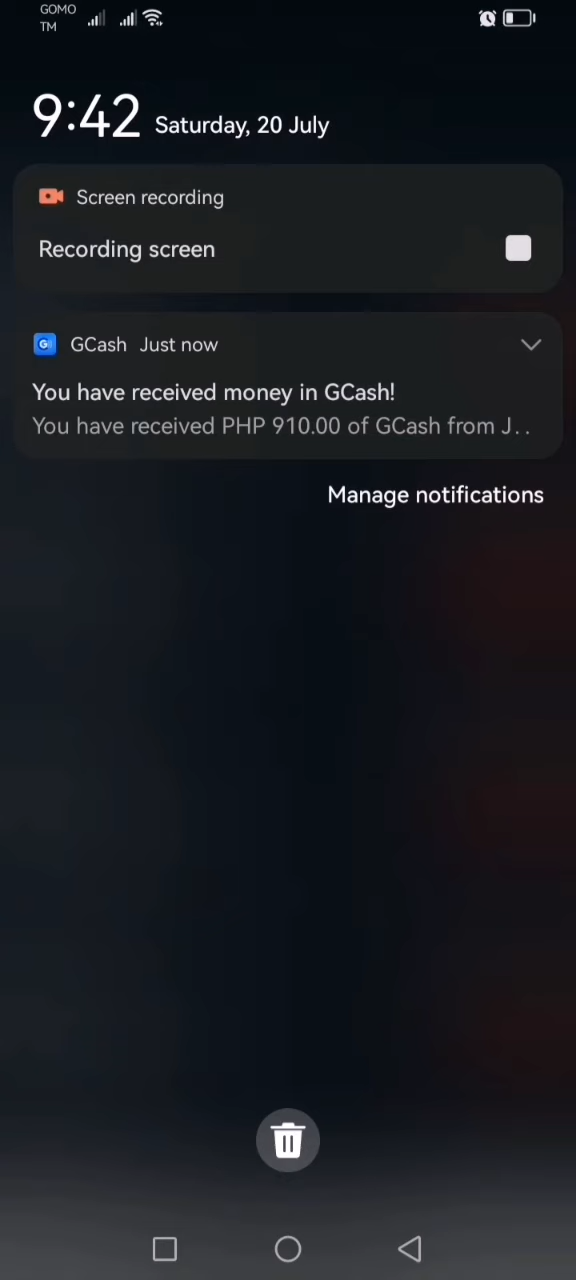 GOMO
TM
9:42 Saturday, 20 July
Screen recording
Recording screen
GCash Just now
You have received money in GCash!
You have received PHP 910.00 of GCash from J..
Manage notifications